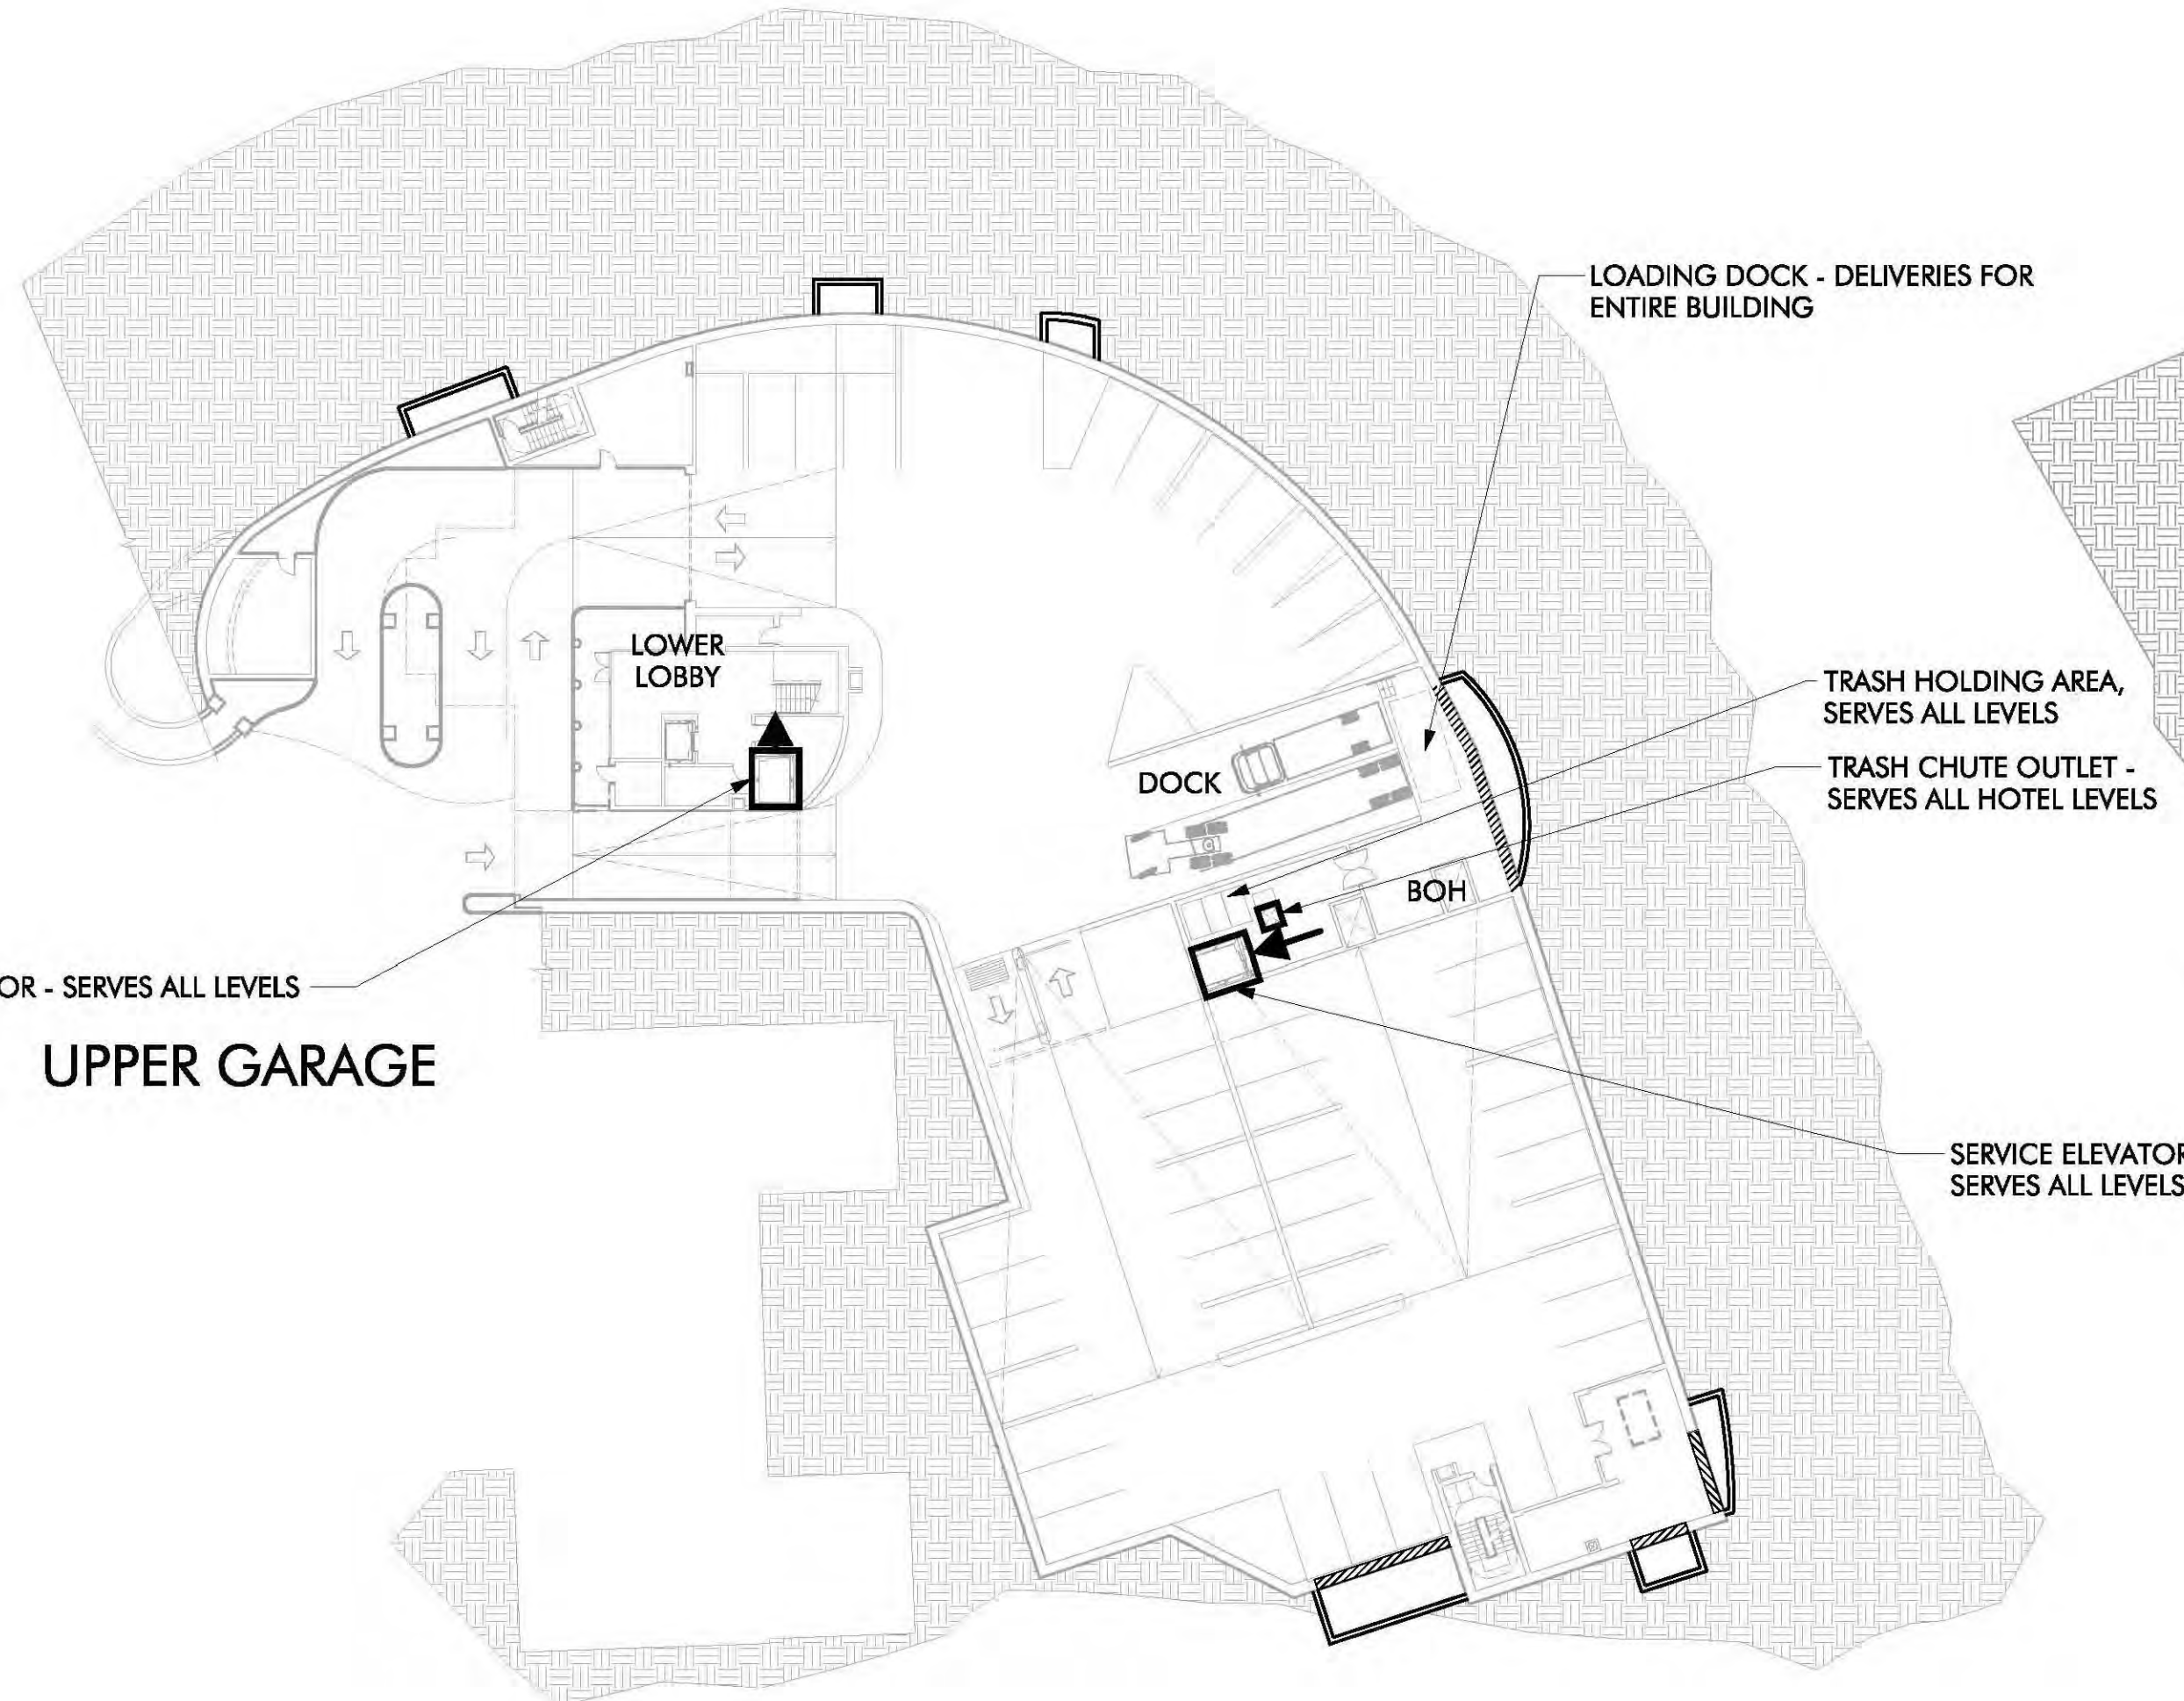 LOADING DOCK - DELIVERIES FOR
ENTIRE BUILDING
LOWER
LOBBY
TRASH HOLDING AREA,
SERVES ALL LEVELS
DOCK
TRASH CHUTE OUTLET -
SERVES ALL HOTEL LEVELS
BOH
OR - SERVES ALL LEVELS
UPPER GARAGE
SERVICE ELEVATOR
SERVES ALL LEVELS